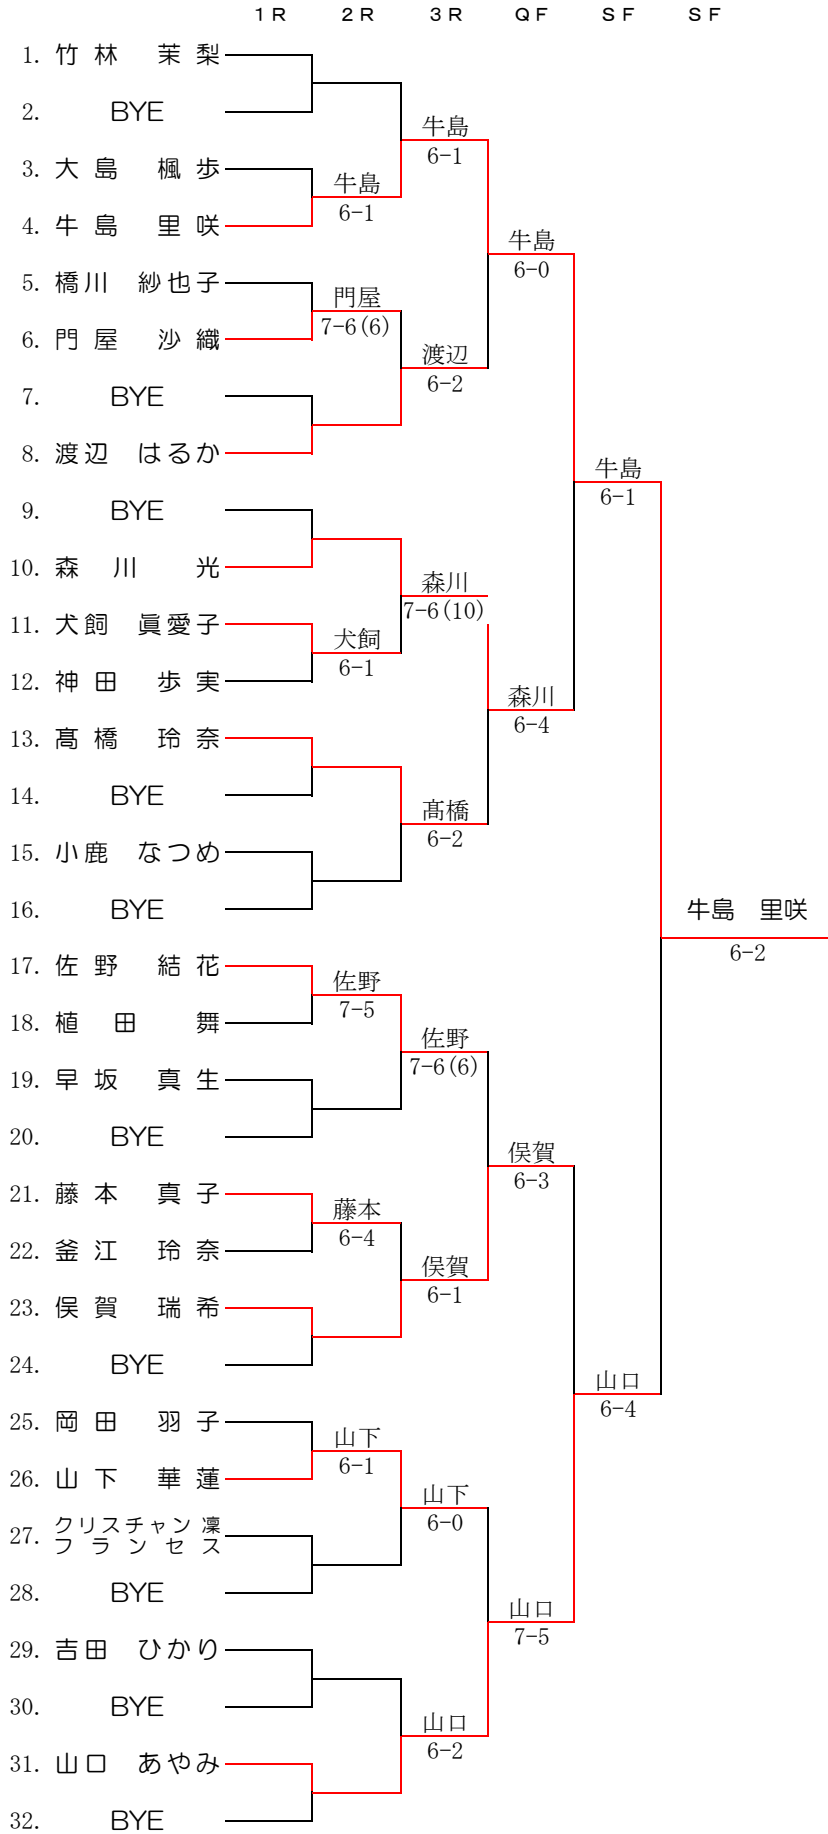 1R 2R 3R QF SF SF
1. 竹林 茉梨
2. BYE
牛島
6-1
3. 大島 楓歩
牛島
6-1
4. 牛島 里咲
牛島
6-0
5. 橋川 紗也子
門屋
7-6(6)
6. 門屋 沙織
渡辺
6-2
7. BYE
8. 渡辺 はるか
牛島
6-1
9. BYE
10. 森川 光
森川
7-6(10)
11. 犬飼 眞愛子
犬飼
6-1
12. 神田 歩実
森川
6-4
13. 髙橋 玲奈
14. BYE
髙橋
6-2
15. 小鹿 なつめ
16. BYE
牛島 里咲
6-2
17. 佐野 結花
佐野
7-5
18. 植田 舞
佐野
7-6(6)
19. 早坂 真生
20. BYE
俣賀
6-3
21. 藤本 真子
藤本
6-4
22. 釜江 玲奈
俣賀
6-1
23. 俣賀 瑞希
24. BYE
山口
6-4
25. 岡田 羽子
山下
6-1
26. 山下 華蓮
山下
6-0
27. クリスチャン 凜
フランセス
28. BYE
山口
7-5
29. 吉田 ひかり
30. BYE
山口
6-2
31. 山口 あやみ
32. BYE